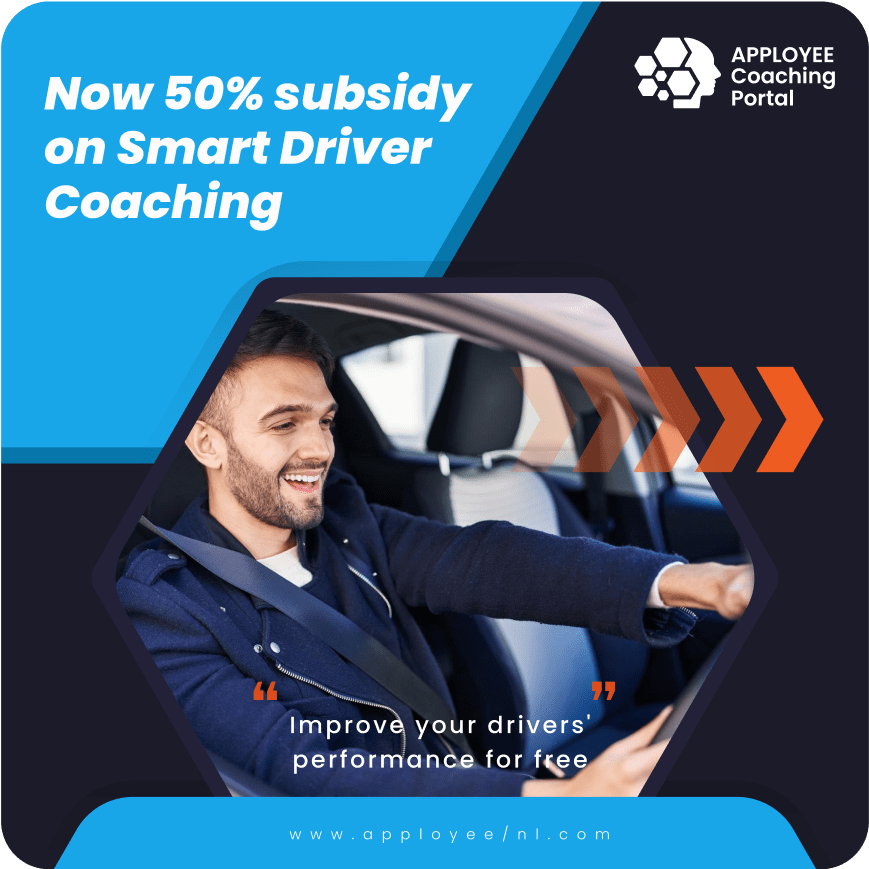 Now 50% subsidy
on Smart Driver
Coaching
APPLOYEE
Coaching
Portal
“ ”
Improve your drivers'
performance for free
www.apployee/nl.com